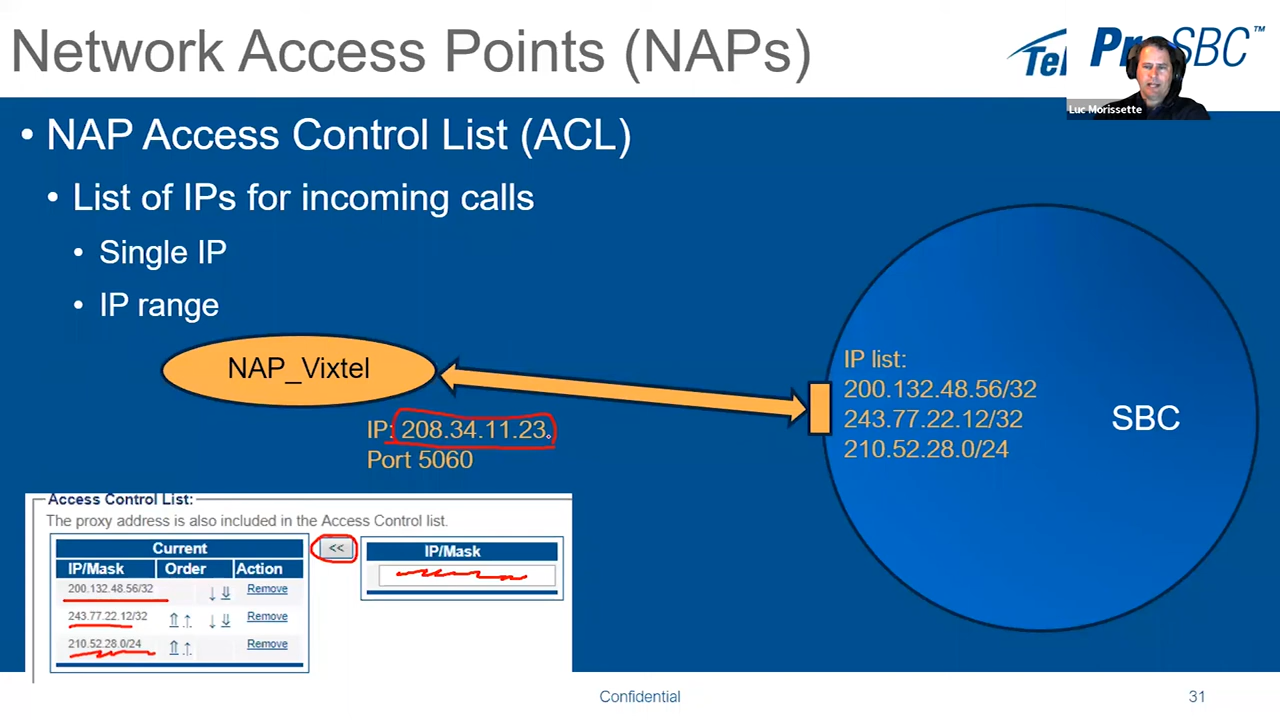 Network Access Points (NAPs)
Tel
SBC™
Luc Morissette
• NAP Access Control List (ACL)
• List of IPs for incoming calls
• Single IP
• IP range
NAP_Vixtel
IP: 208.34.11.23
Port 5060
IP list:
200.132.48.56/32
243.77.22.12/32
210.52.28.0/24
SBC
Access Control List:
The proxy address is also included in the Access Control list.
Current
IP/Mask Order Action
200.132.48.56/32 Remove
243.77.22.12/32 Remove
210.52.28.0/24 Remove
<<
IP/Mask
Confidential
31